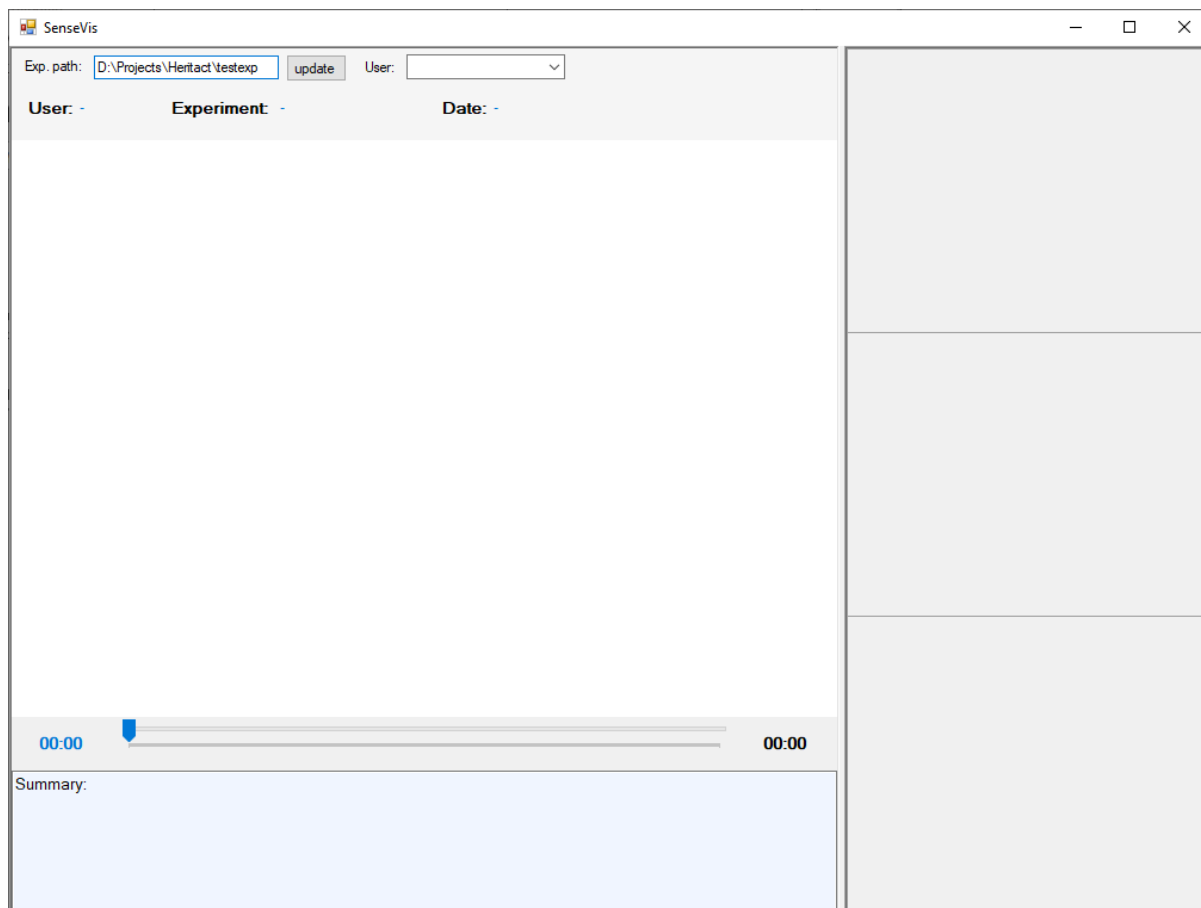 SenseVis
Exp. path: D:\Projects\Heritact\testexp update User:
User: - Experiment: - Date: -
00:00 00:00
Summary: